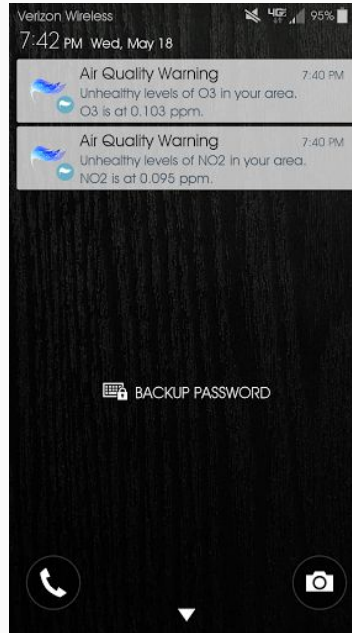 Verizon Wireless 4G 95%
7:42 PM Wed, May 18
Air Quality Warning 7:40 PM
Unhealthy levels of O3 in your area.
O3 is at 0.103 ppm.
Air Quality Warning 7:40 PM
Unhealthy levels of NO2 in your area.
NO2 is at 0.095 ppm.
BACKUP PASSWORD